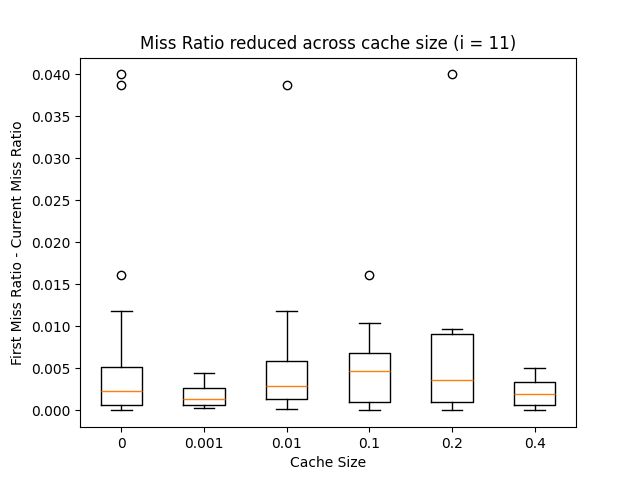 Miss Ratio reduced across cache size (i = 11)
First Miss Ratio - Current Miss Ratio
0.040
0.035
0.030
0.025
0.020
0.015
0.010
0.005
0.000
0 0.001 0.01 0.1 0.2 0.4
Cache Size